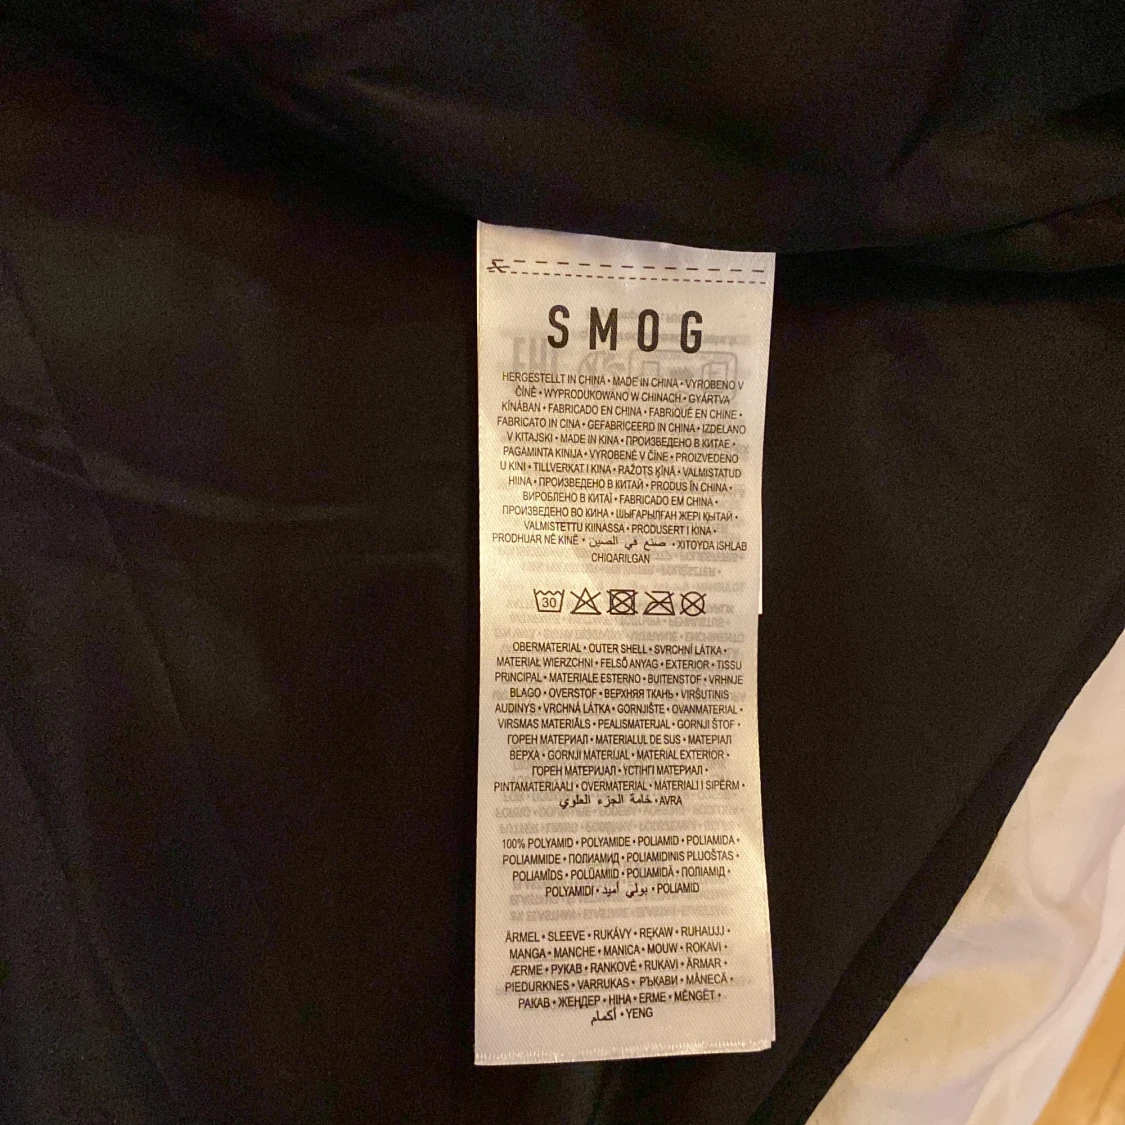 SMOG
HERGESTELLT IN CHINA • MADE IN CHINA • VYROBENO V
ČÍNĚ • WYPRODUKOWANO W CHINACH • GYÁRTVA
KÍNÁBAN • FABRICADO EN CHINA • FABRIQUÉ EN CHINE •
FABRICATO IN CINA • GEFABRICEERD IN CHINA • IZDELANO
V KITAJSKI • MADE IN KINA • ПРОИЗВЕДЕНО В КИТАЕ •
PAGAMINTA KINIJA • VYROBENÉ V ČÍNE • PROIZVEDENO
U KINI • TILLVERKAT I KINA • RAŽOTS ĶĪNĀ • VALMISTATUD
HIINA • ПРОИЗВЕДЕНО В КИТАЙ • PRODUS ÎN CHINA •
ВИРОБЛЕНО В КИТАЇ • FABRICADO EM CHINA •
ПРОИЗВЕДЕНО ВО КИНА • ШЫҒАРЫЛҒАН ЖЕРІ ҚЫТАЙ •
VALMISTETTU KIINASSA • PRODUSERT I KINA •
PRODHUAR NË KINË • صنع في الصين • XITOYDA ISHLAB
CHIQARILGAN
30
OBERMATERIAL • OUTER SHELL • SVRCHNÍ LÁTKA •
MATERIAŁ WIERZCHNI • FELSŐ ANYAG • EXTERIOR • TISSU
PRINCIPAL • MATERIALE ESTERNO • BUITENSTOF • VRHNJE
BLAGO • OVERSTOF • ВЕРХНЯЯ ТКАНЬ • VIRŠUTINIS
AUDINYS • VRCHNÁ LÁTKA • GORNJIŠTE • OVANMATERIAL •
VIRSMAS MATERIĀLS • PEALISMATERJAL • GORNJI ŠTOF •
ГОРЕН МАТЕРИАЛ • MATERIALUL DE SUS • МАТЕРІАЛ
ВЕРХА • GORNJI MATERIJAL • MATERIAL EXTERIOR •
ГОРЕН МАТЕРИЈАЛ • ҮСТІҢГІ МАТЕРИАЛ •
PINTAMATERIAALI • OVERMATERIAL • MATERIALI I SIPËRM •
خامة الجزء العلوي • AVRA
100% POLYAMID • POLYAMIDE • POLIAMID • POLIAMIDA •
POLIAMMIDE • ПОЛИАМИД • POLIAMIDINIS PLUOŠTAS •
POLIAMĪDS • POLÜAMIID • POLIAMIDĂ • ПОЛІАМІД •
POLYAMIDI • بولي أميد • POLIAMID
ÄRMEL • SLEEVE • RUKÁVY • RĘKAW • RUHAUJJ •
MANGA • MANCHE • MANICA • MOUW • ROKAVI •
ÆRME • РУКАВ • RANKOVĖ • RUKAVI • ÄRMAR •
PIEDURKNES • VARRUKAS • РЪКАВИ • MÂNECĂ •
РАКАВ • ЖЕҢДЕР • HIHA • ERME • MËNGËT •
أكمام • YENG